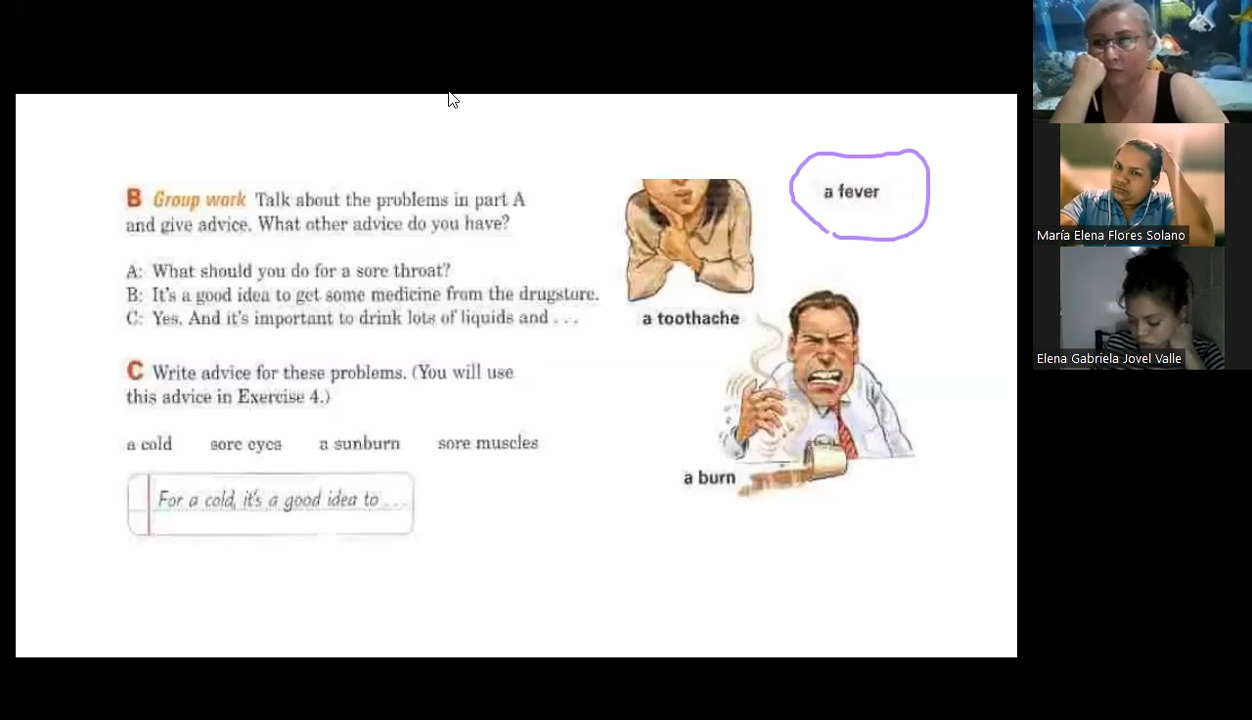 B Group work Talk about the problems in part A
and give advice. What other advice do you have?
A: What should you do for a sore throat?
B: It's a good idea to get some medicine from the drugstore.
C: Yes. And it's important to drink lots of liquids and . . .
C Write advice for these problems. (You will use
this advice in Exercise 4.)
a cold sore eyes a sunburn sore muscles
For a cold, it's a good idea to . . .
a fever
a toothache
a burn
María Elena Flores Solano
Elena Gabriela Jovel Valle